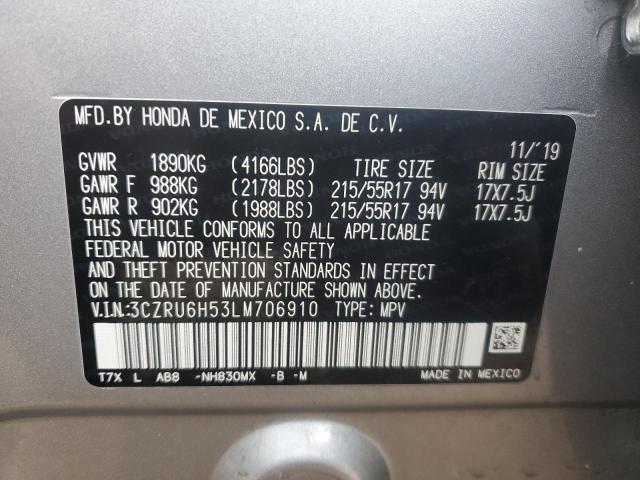 MFD.BY HONDA DE MEXICO S.A. DE C.V.
11/'19
GVWR 1890KG (4166LBS) TIRE SIZE RIM SIZE
GAWR F 988KG (2178LBS) 215/55R17 94V 17X7.5J
GAWR R 902KG (1988LBS) 215/55R17 94V 17X7.5J
THIS VEHICLE CONFORMS TO ALL APPLICABLE
FEDERAL MOTOR VEHICLE SAFETY
AND THEFT PREVENTION STANDARDS IN EFFECT
ON THE DATE OF MANUFACTURE SHOWN ABOVE.
V.I.N:3CZRU6H53LM706910 TYPE: MPV
T7X L AB8 -NH830MX -B -M MADE IN MEXICO